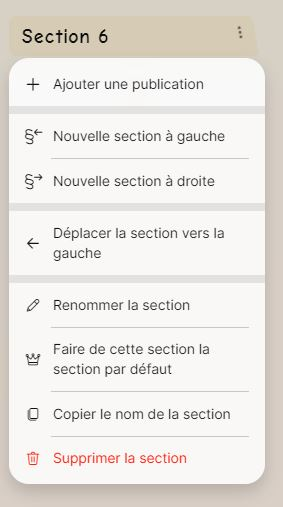 Section 6
Ajouter une publication
Nouvelle section à gauche
Nouvelle section à droite
Déplacer la section vers la
gauche
Renommer la section
Faire de cette section la
section par défaut
Copier le nom de la section
Supprimer la section